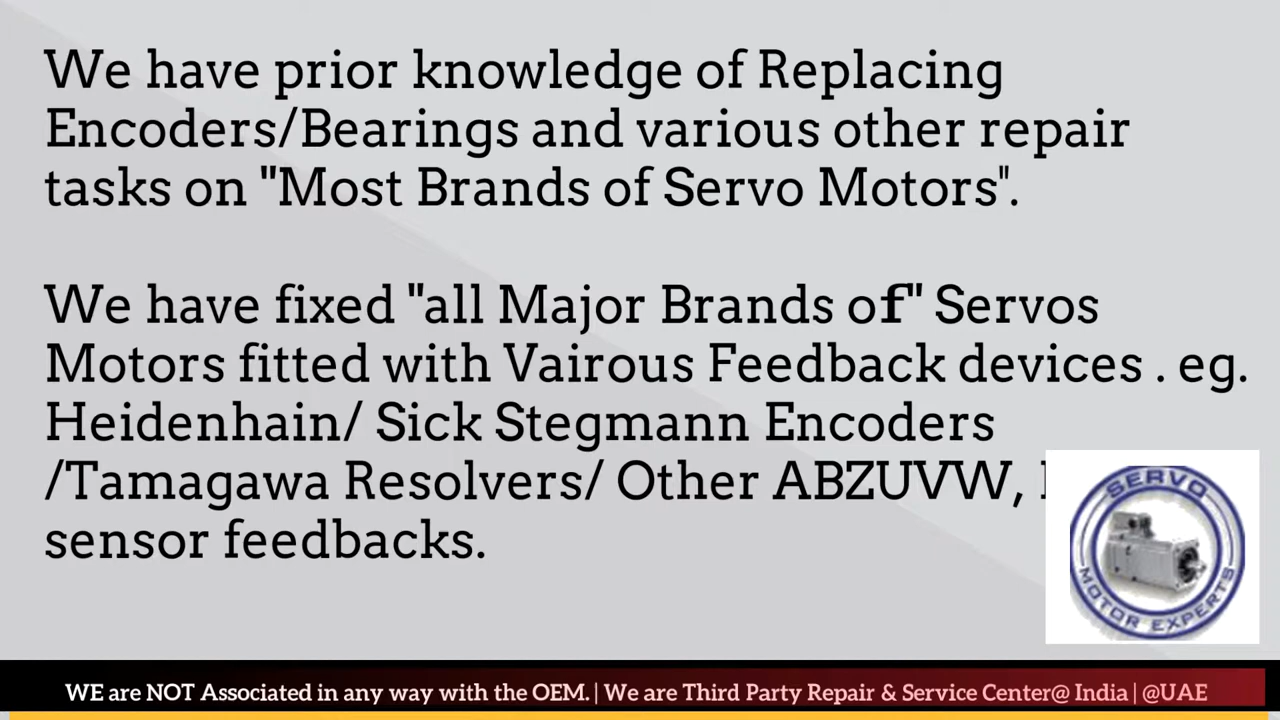 We have prior knowledge of Replacing
Encoders/Bearings and various other repair
tasks on "Most Brands of Servo Motors".
We have fixed "all Major Brands of" Servos
Motors fitted with Vairous Feedback devices . eg.
Heidenhain/ Sick Stegmann Encoders
/Tamagawa Resolvers/ Other ABZUVW,
sensor feedbacks.
SERVO
MOTOR EXPERTS
WE are NOT Associated in any way with the OEM. | We are Third Party Repair & Service Center@ India | @UAE